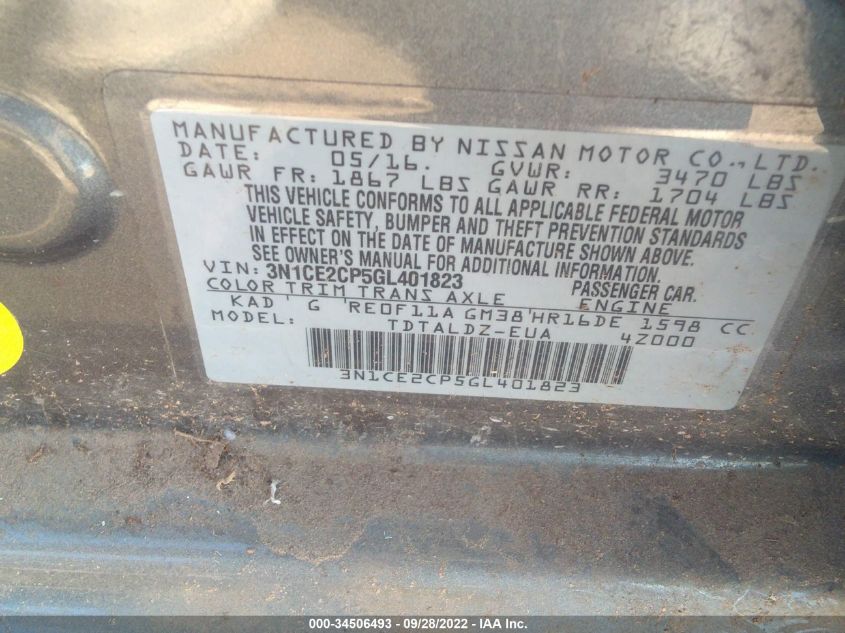 MANUFACTURED BY NISSAN MOTOR CO., LTD.
DATE: 05/16. GVWR: 3470 LBS
GAWR FR: 1867 LBS GAWR RR: 1704 LBS
THIS VEHICLE CONFORMS TO ALL APPLICABLE FEDERAL MOTOR
VEHICLE SAFETY, BUMPER AND THEFT PREVENTION STANDARDS
IN EFFECT ON THE DATE OF MANUFACTURE SHOWN ABOVE.
SEE OWNER'S MANUAL FOR ADDITIONAL INFORMATION.
VIN: 3N1CE2CP5GL401823 PASSENGER CAR.
COLOR TRIM TRANS AXLE ENGINE
KAD ' G 'RE0F11A GM38'HR16DE 1598 CC
MODEL: TDTALDZ-EUA 4Z000
3N1CE2CP5GL401823
000-34506493 - 09/28/2022 - IAA Inc.